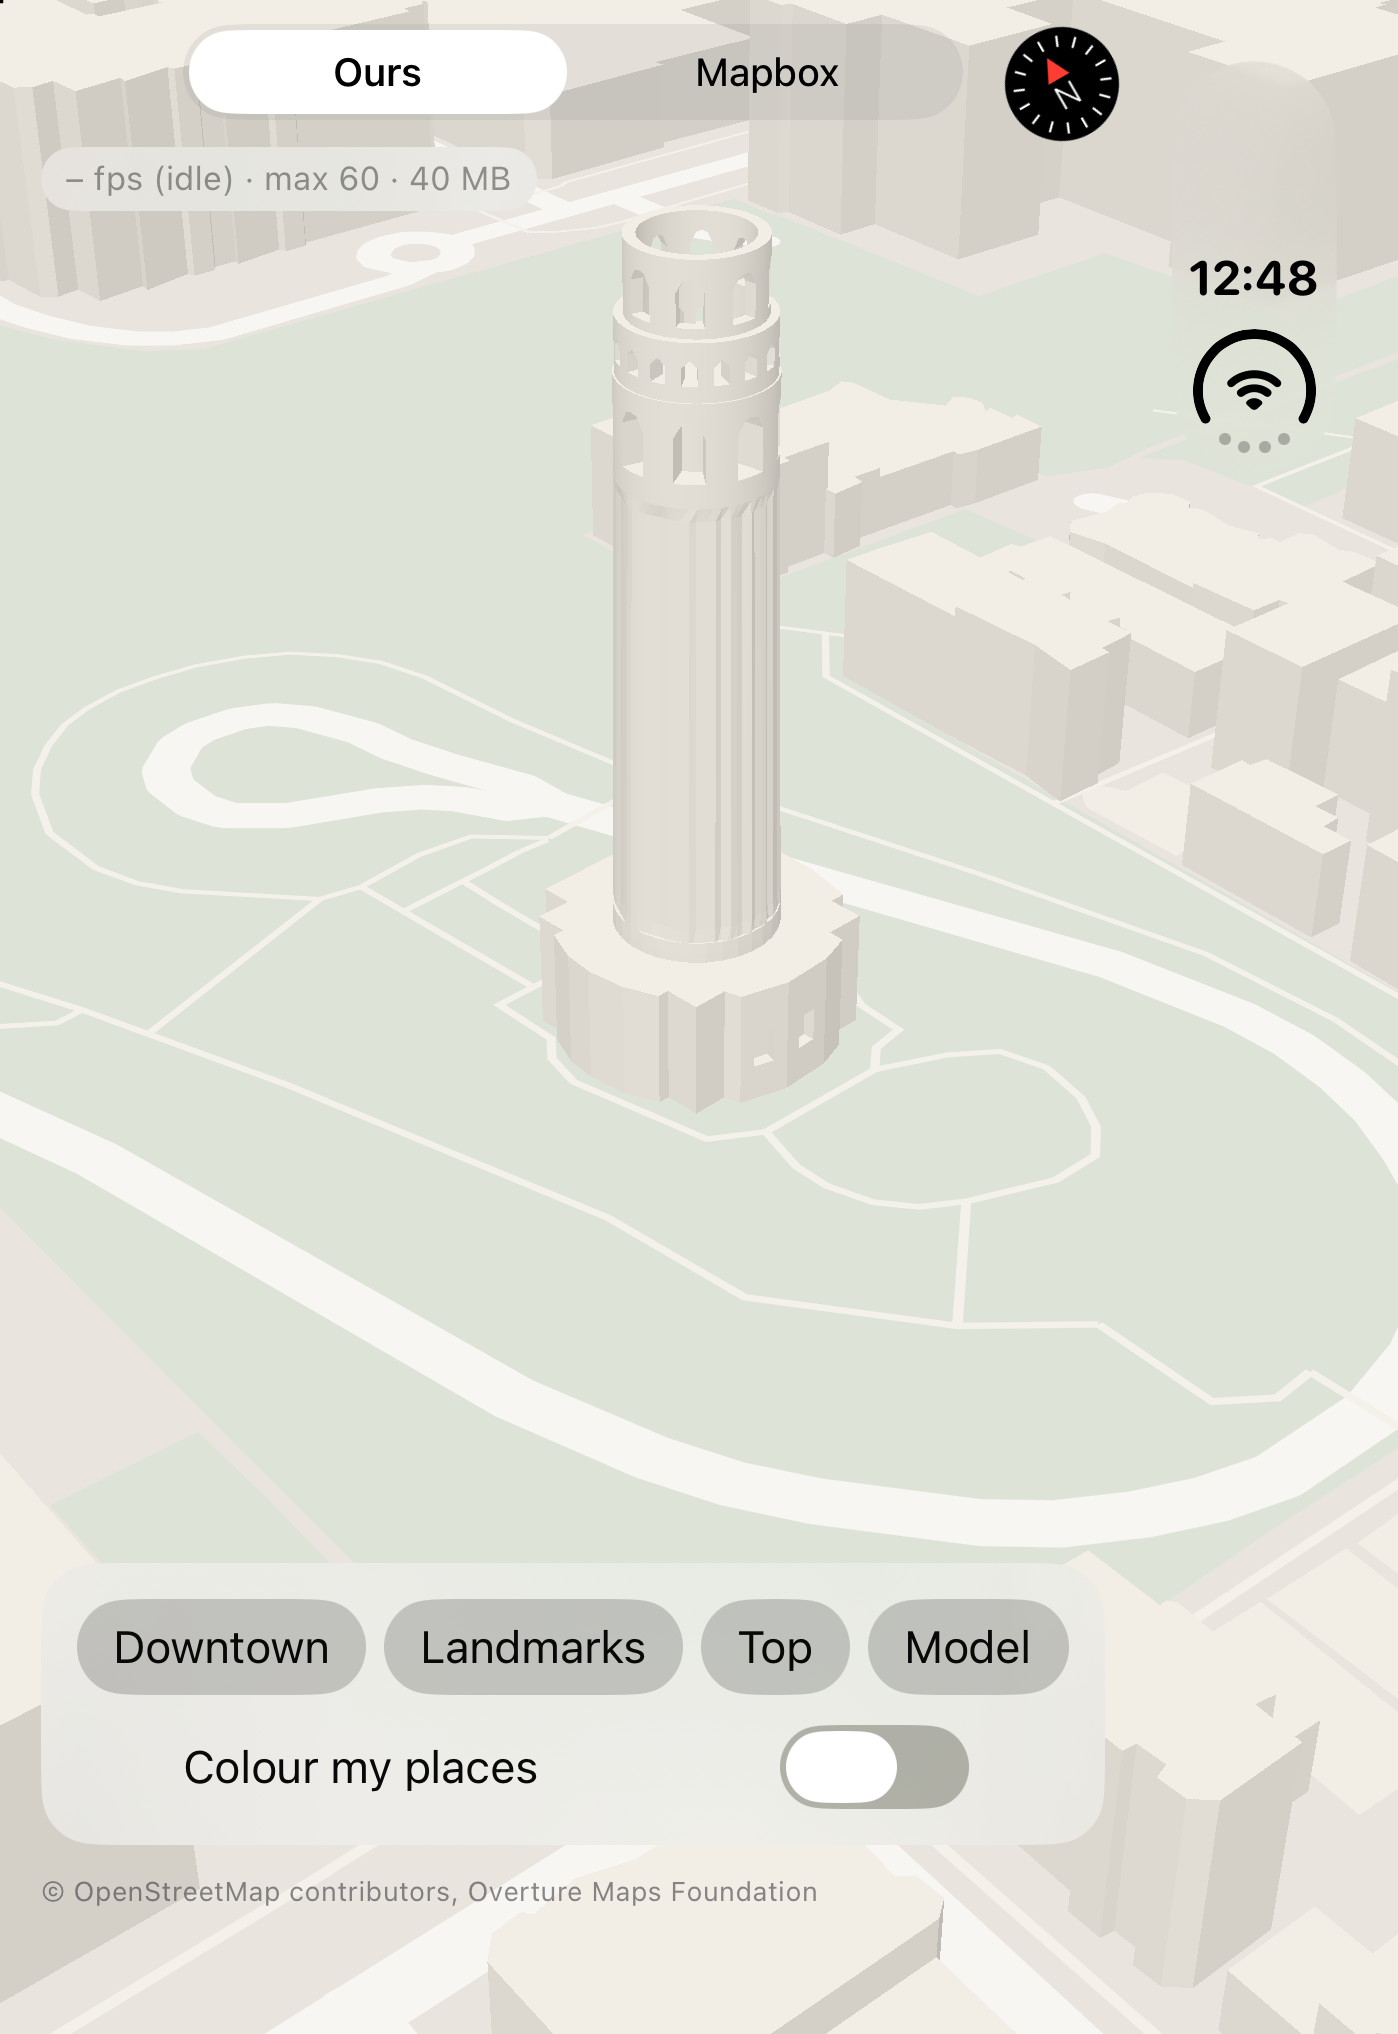 Ours
Mapbox
N
– fps (idle) · max 60 · 40 MB
12:48
Downtown
Landmarks
Top
Model
Colour my places
© OpenStreetMap contributors, Overture Maps Foundation